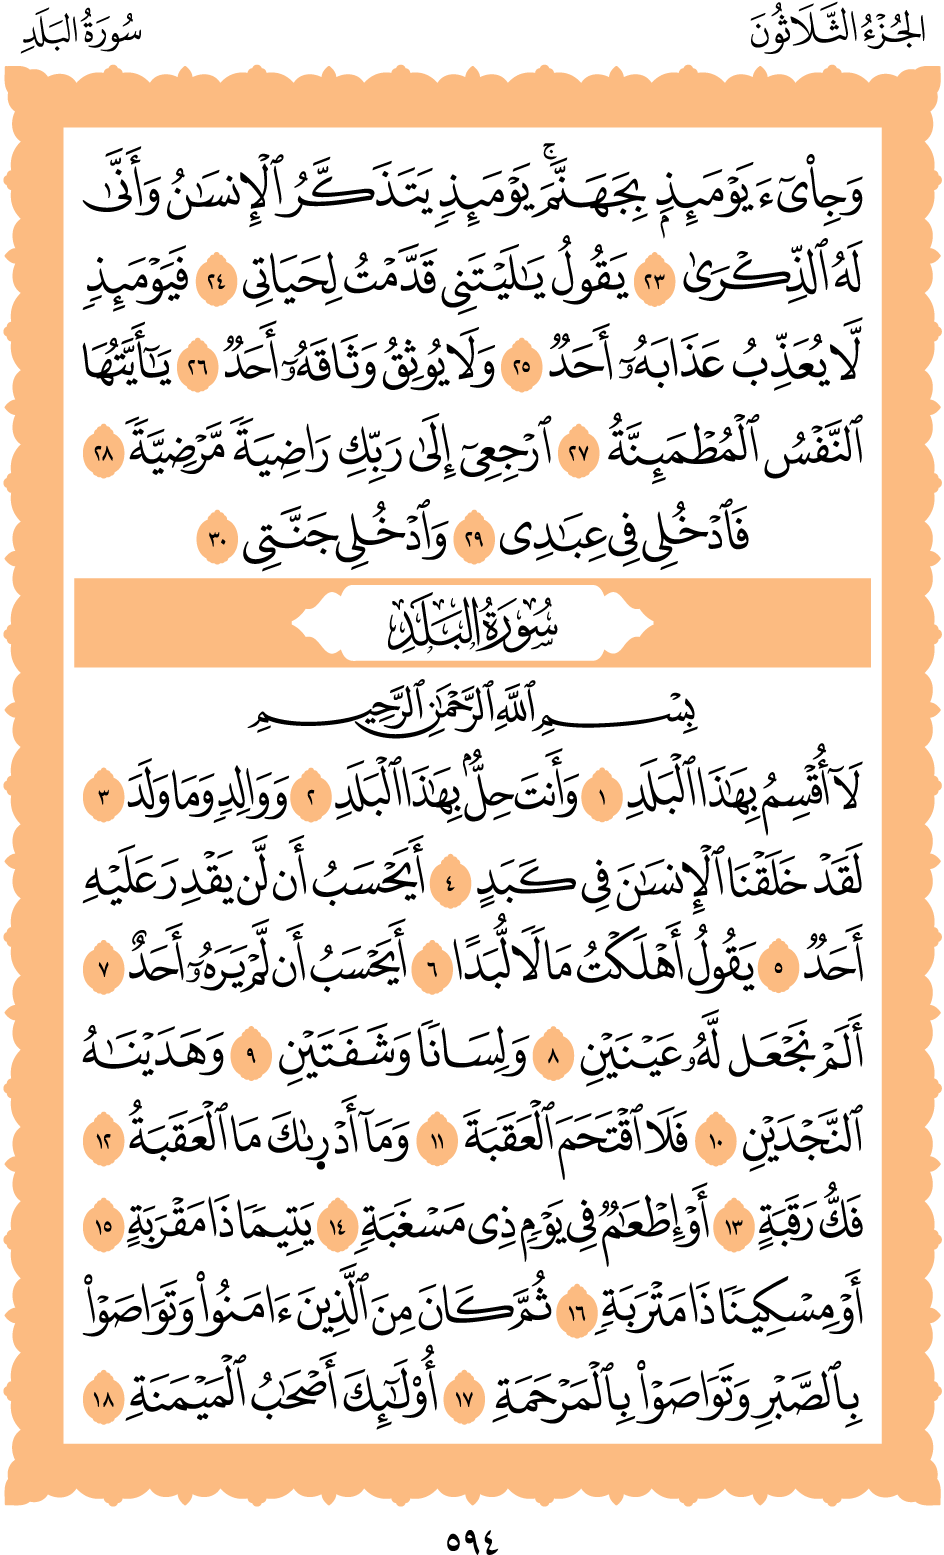 الجُزْءُ الثَّلَاثُونَ
سُورَةُ البَلَدِ
وَجِا۟ىٓءَ يَوْمَئِذِۭ بِجَهَنَّمَۚ يَوْمَئِذٖ يَتَذَكَّرُ ٱلْإِنسَٰنُ وَأَنَّىٰ
لَهُ ٱلذِّكْرَىٰ ٢٣ يَقُولُ يَٰلَيْتَنِى قَدَّمْتُ لِحَيَاتِى ٢٤ فَيَوْمَئِذٖ
لَّا يُعَذِّبُ عَذَابَهُۥٓ أَحَدٞ ٢٥ وَلَا يُوثِقُ وَثَاقَهُۥٓ أَحَدٞ ٢٦ يَٰٓأَيَّتُهَا
ٱلنَّفْسُ ٱلْمُطْمَئِنَّةُ ٢٧ ٱرْجِعِىٓ إِلَىٰ رَبِّكِ رَاضِيَةٗ مَّرْضِيَّةٗ ٢٨
فَٱدْخُلِى فِى عِبَٰدِى ٢٩ وَٱدْخُلِى جَنَّتِى ٣٠
سُورَةُ البَلَدِ
بِسْمِ ٱللَّهِ ٱلرَّحْمَٰنِ ٱلرَّحِيمِ
لَآ أُقْسِمُ بِهَٰذَا ٱلْبَلَدِ ١ وَأَنتَ حِلُّۢ بِهَٰذَا ٱلْبَلَدِ ٢ وَوَالِدٖ وَمَا وَلَدَ ٣
لَقَدْ خَلَقْنَا ٱلْإِنسَٰنَ فِى كَبَدٍ ٤ أَيَحْسَبُ أَن لَّن يَقْدِرَ عَلَيْهِ
أَحَدٞ ٥ يَقُولُ أَهْلَكْتُ مَالٗا لُّبَدًا ٦ أَيَحْسَبُ أَن لَّمْ يَرَهُۥٓ أَحَدٌ ٧
أَلَمْ نَجْعَل لَّهُۥ عَيْنَيْنِ ٨ وَلِسَانٗا وَشَفَتَيْنِ ٩ وَهَدَيْنَٰهُ
ٱلنَّجْدَيْنِ ١٠ فَلَا ٱقْتَحَمَ ٱلْعَقَبَةَ ١١ وَمَآ أَدْرىٰكَ مَا ٱلْعَقَبَةُ ١٢
فَكُّ رَقَبَةٍ ١٣ أَوْ إِطْعَٰمٞ فِى يَوْمٖ ذِى مَسْغَبَةٖ ١٤ يَتِيمٗا ذَا مَقْرَبَةٍ ١٥
أَوْ مِسْكِينٗا ذَا مَتْرَبَةٖ ١٦ ثُمَّ كَانَ مِنَ ٱلَّذِينَ ءَامَنُوا۟ وَتَوَاصَوْا۟
بِٱلصَّبْرِ وَتَوَاصَوْا۟ بِٱلْمَرْحَمَةِ ١٧ أُو۟لَٰٓئِكَ أَصْحَٰبُ ٱلْمَيْمَنَةِ ١٨
٥٩٤